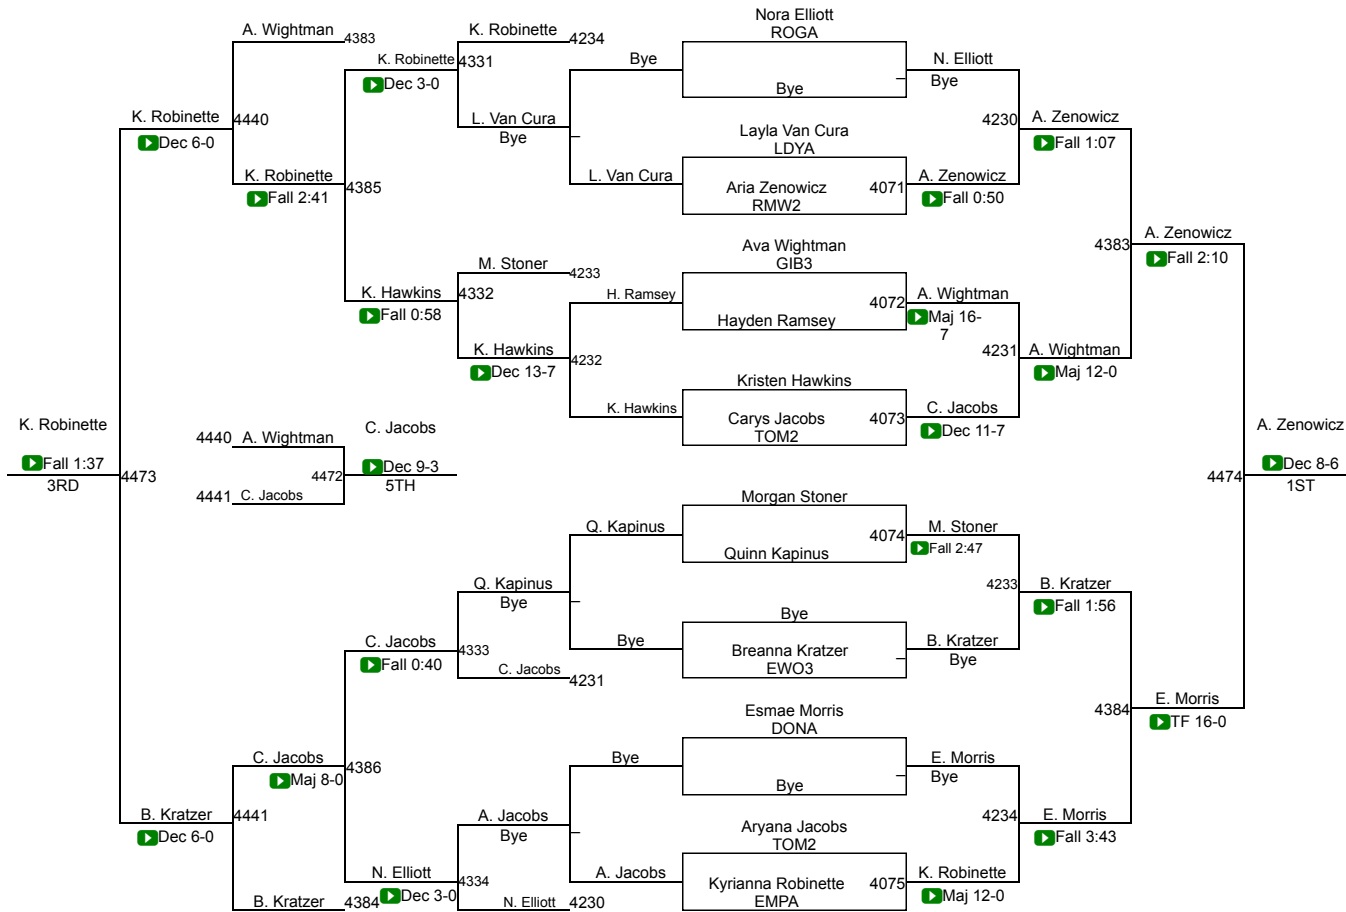 Nora Elliott
A. Wightman
4383
K. Robinette
4234
ROGA
K. Robinette
4331
Bye
N. Elliott
Dec 3-0
Bye
Bye
K. Robinette
4440
L. Van Cura
4230
A. Zenowicz
Dec 6-0
Bye
Layla Van Cura
Fall 1:07
LDYA
K. Robinette
4385
L. Van Cura
Aria Zenowicz
4071
A. Zenowicz
Fall 2:41
RMW2
Fall 0:50
Ava Wightman
4383
A. Zenowicz
M. Stoner
4233
GIB3
Fall 2:10
K. Hawkins
4332
H. Ramsey
4072
A. Wightman
Fall 0:58
Hayden Ramsey
Maj 16-
7
K. Hawkins
4232
4231
A. Wightman
Dec 13-7
Kristen Hawkins
Maj 12-0
K. Hawkins
Carys Jacobs
4073
C. Jacobs
TOM2
Dec 11-7
K. Robinette
4440
A. Wightman
C. Jacobs
A. Zenowicz
Fall 1:37
4473
4472
Dec 9-3
4474
Dec 8-6
3RD
5TH
1ST
4441
C. Jacobs
Morgan Stoner
Q. Kapinus
4074
M. Stoner
Quinn Kapinus
Fall 2:47
Q. Kapinus
4233
B. Kratzer
Bye
Bye
Fall 1:56
C. Jacobs
4333
Bye
Breanna Kratzer
B. Kratzer
Fall 0:40
C. Jacobs
4231
EWO3
Bye
Esmae Morris
4384
E. Morris
DONA
TF 16-0
C. Jacobs
4386
Bye
E. Morris
Maj 8-0
Bye
Bye
B. Kratzer
4441
A. Jacobs
4234
E. Morris
Dec 6-0
Bye
Aryana Jacobs
Fall 3:43
TOM2
N. Elliott
4334
A. Jacobs
Kyrianna Robinette
4075
K. Robinette
B. Kratzer
4384
Dec 3-0
N. Elliott
4230
EMPA
Maj 12-0